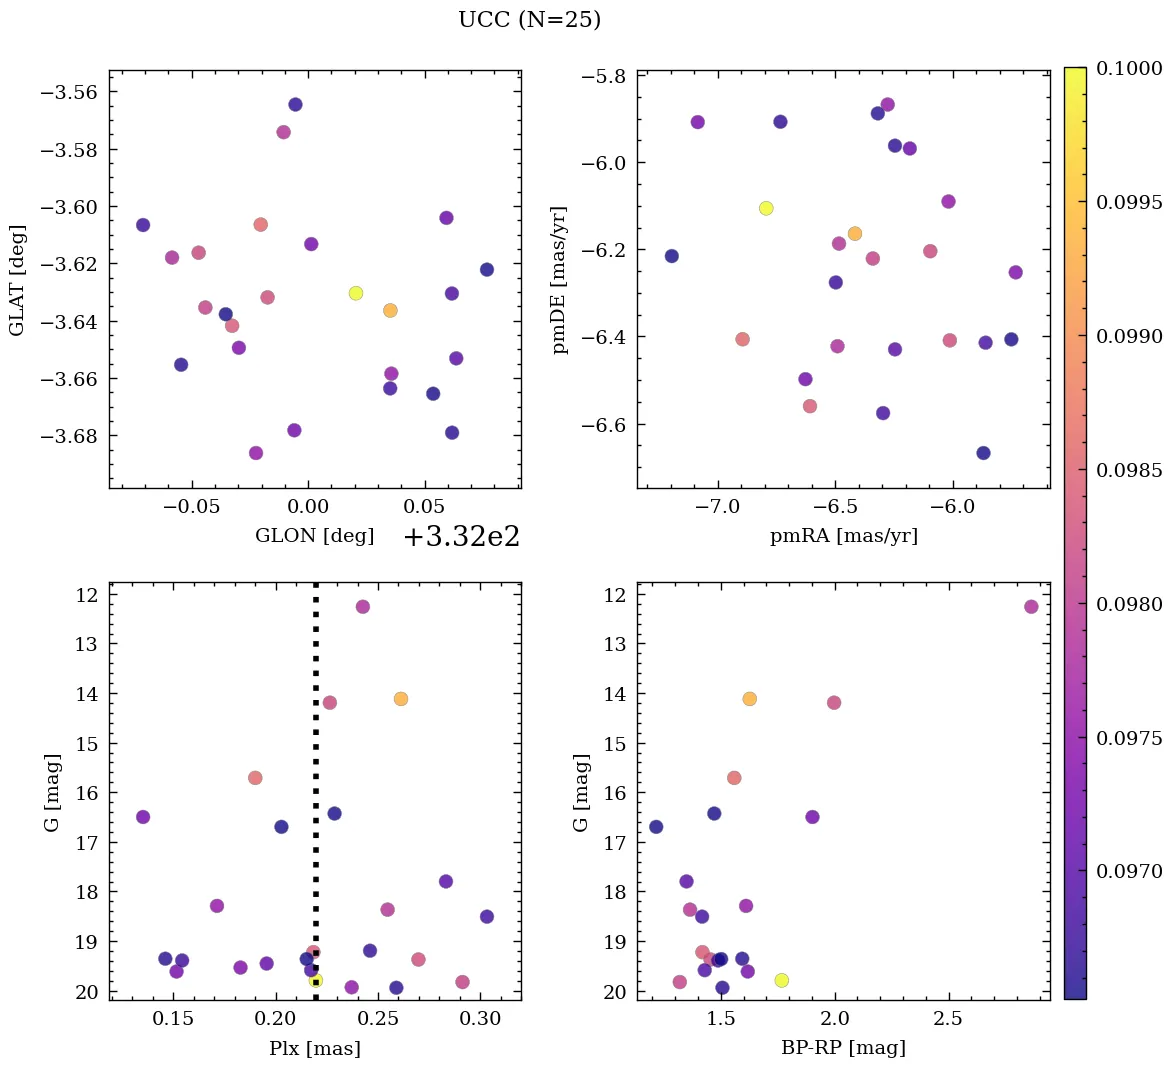 UCC (N=25)
−3.56
−3.58
−3.60
−3.62
−3.64
−3.66
−3.68
GLAT [deg]
−0.05 0.00 0.05
GLON [deg]
+3.32e2
−5.8
−6.0
−6.2
−6.4
−6.6
pmDE [mas/yr]
−7.0 −6.5 −6.0
pmRA [mas/yr]
0.1000
0.0995
0.0990
0.0985
0.0980
0.0975
0.0970
12
13
14
15
16
17
18
19
20
G [mag]
0.15 0.20 0.25 0.30
Plx [mas]
12
13
14
15
16
17
18
19
20
G [mag]
1.5 2.0 2.5
BP-RP [mag]